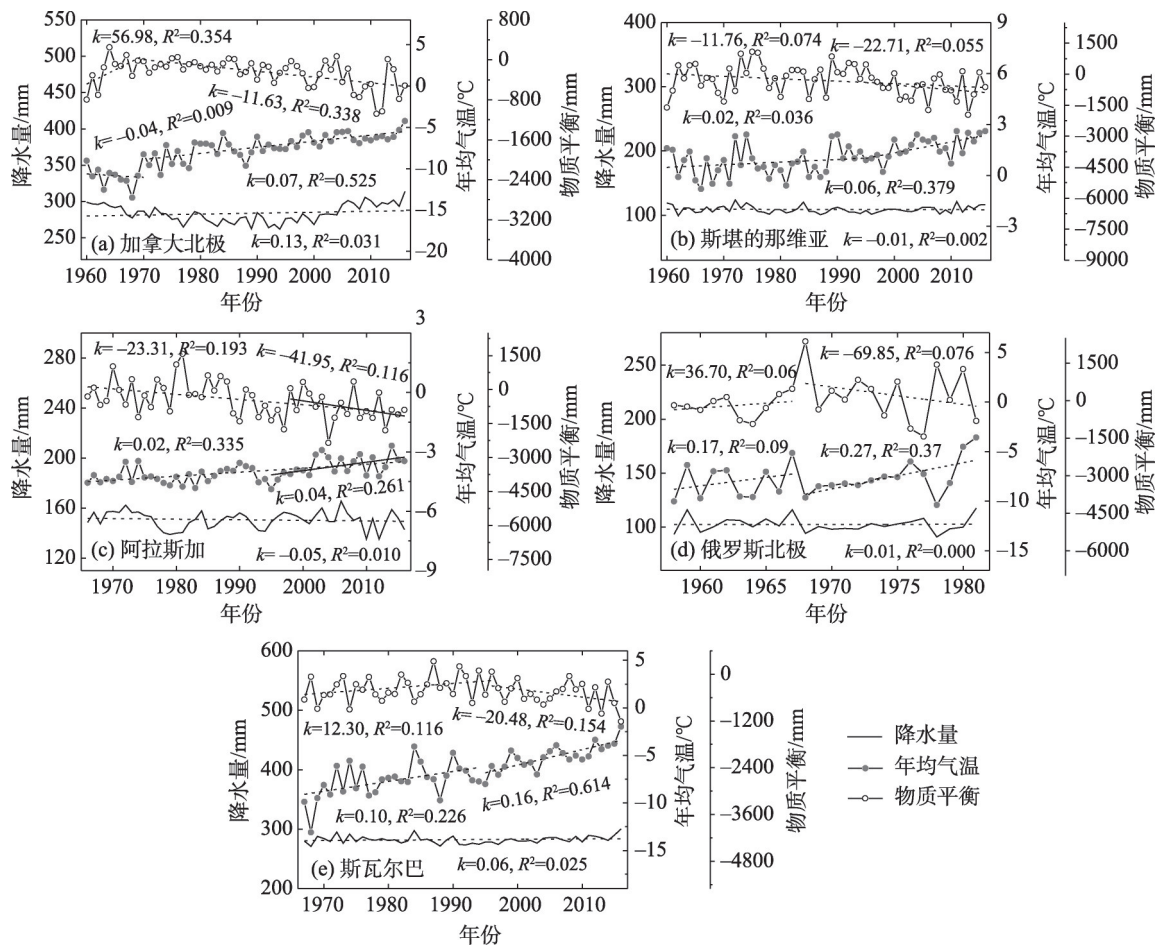 550
500
450
400
350
300
250
降水量/mm
5
0
−5
−10
−15
−20
年均气温/℃
800
0
−800
−1600
−2400
−3200
−4000
物质平衡/mm
k=56.98, R²=0.354
k= −11.63, R²=0.338
k= −0.04, R²=0.009
k=0.07, R²=0.525
k=0.13, R²=0.031
(a) 加拿大北极
1960 1970 1980 1990 2000 2010
年份
400
300
200
100
降水量/mm
9
6
3
0
−3
年均气温/℃
1500
0
−1500
−3000
−4500
−6000
−7500
−9000
物质平衡/mm
k= −11.76, R²=0.074
k= −22.71, R²=0.055
k=0.02, R²=0.036
k=0.06, R²=0.379
k= −0.01, R²=0.002
(b) 斯堪的那维亚
1960 1970 1980 1990 2000 2010
年份
280
240
200
160
120
降水量/mm
3
0
−3
−6
−9
年均气温/℃
1500
0
−1500
−3000
−4500
−6000
−7500
物质平衡/mm
k= −23.31, R²=0.193
k= −41.95, R²=0.116
k=0.02, R²=0.335
k=0.04, R²=0.261
k= −0.05, R²=0.010
(c) 阿拉斯加
1970 1980 1990 2000 2010
年份
250
200
150
100
降水量/mm
5
0
−5
−10
−15
年均气温/℃
1500
0
−1500
−3000
−4500
−6000
物质平衡/mm
k=36.70, R²=0.06
k= −69.85, R²=0.076
k=0.17, R²=0.09
k=0.27, R²=0.37
k=0.01, R²=0.000
(d) 俄罗斯北极
1960 1965 1970 1975 1980
年份
600
500
400
300
200
降水量/mm
5
0
−5
−10
−15
年均气温/℃
0
−1200
−2400
−3600
−4800
物质平衡/mm
k=12.30, R²=0.116
k= −20.48, R²=0.154
k=0.10, R²=0.226
k=0.16, R²=0.614
k=0.06, R²=0.025
(e) 斯瓦尔巴
1970 1980 1990 2000 2010
年份
降水量
年均气温
物质平衡